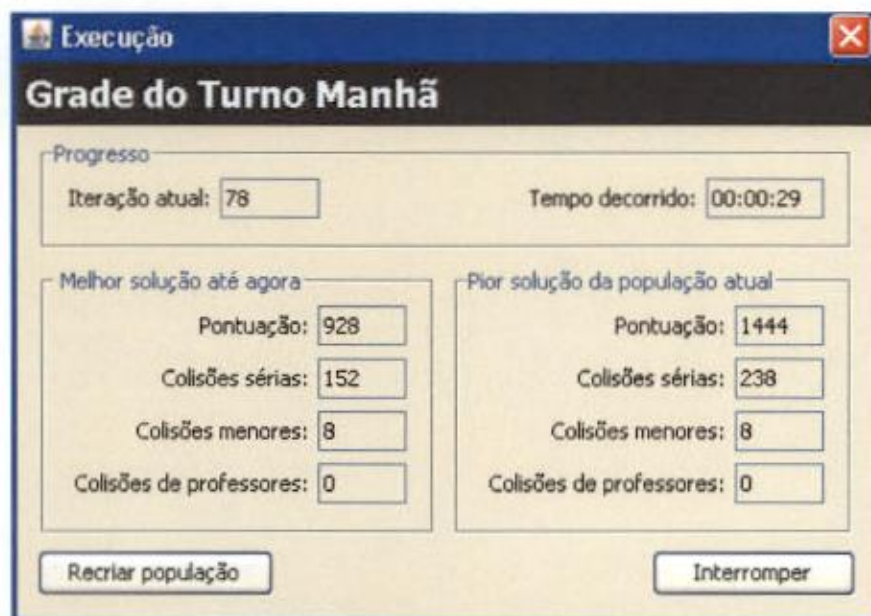 Execução
Grade do Turno Manhã
Progresso
Iteração atual: 78
Tempo decorrido: 00:00:29
Melhor solução até agora
Pontuação: 928
Colisões sérias: 152
Colisões menores: 8
Colisões de professores: 0
Pior solução da população atual
Pontuação: 1444
Colisões sérias: 238
Colisões menores: 8
Colisões de professores: 0
Recriar população
Interromper